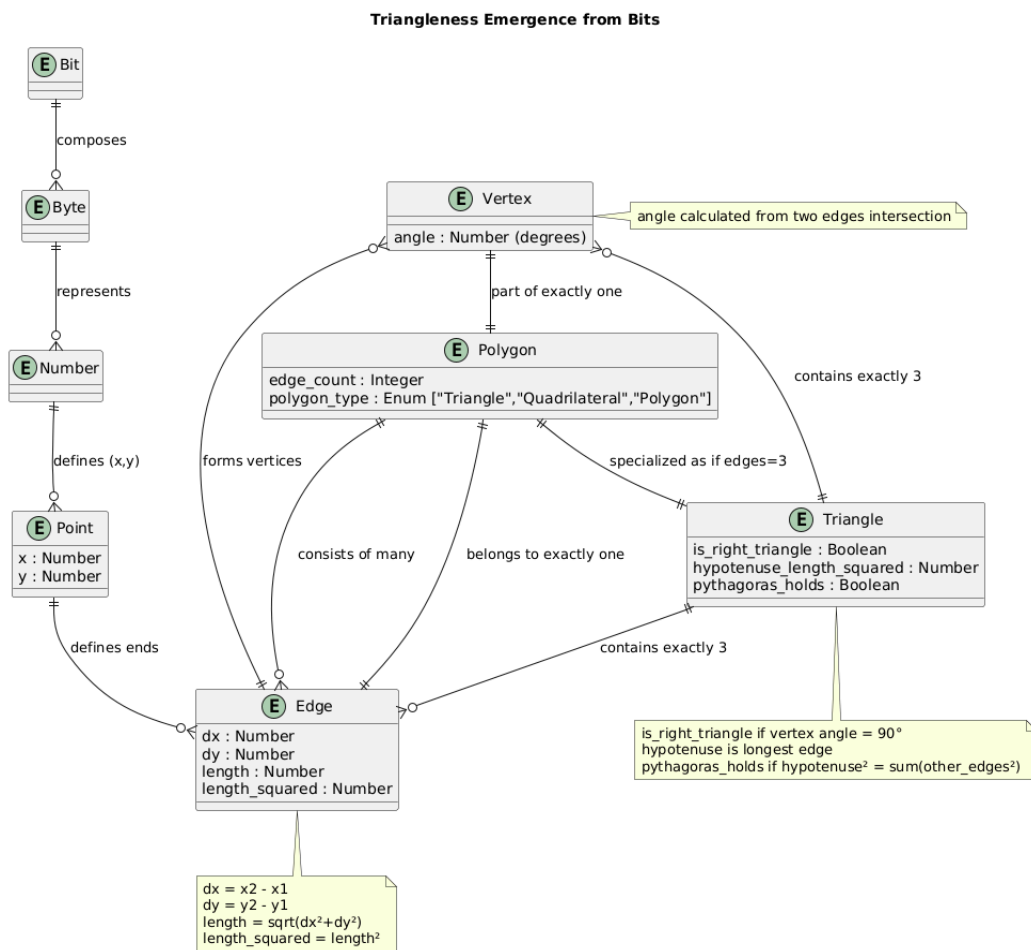 Triangleness Emergence from Bits
E Bit
composes
E Byte
represents
E Number
defines (x,y)
E Point
x : Number
y : Number
defines ends
E Vertex
angle : Number (degrees)
angle calculated from two edges intersection
part of exactly one
E Polygon
edge_count : Integer
polygon_type : Enum ["Triangle","Quadrilateral","Polygon"]
contains exactly 3
forms vertices
specialized as if edges=3
consists of many
belongs to exactly one
E Triangle
is_right_triangle : Boolean
hypotenuse_length_squared : Number
pythagoras_holds : Boolean
contains exactly 3
E Edge
dx : Number
dy : Number
length : Number
length_squared : Number
is_right_triangle if vertex angle = 90°
hypotenuse is longest edge
pythagoras_holds if hypotenuse² = sum(other_edges²)
dx = x2 - x1
dy = y2 - y1
length = sqrt(dx²+dy²)
length_squared = length²